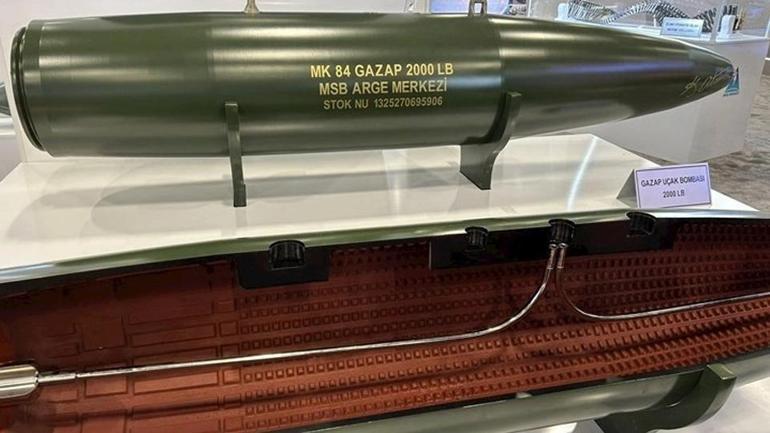 MK 84 GAZAP 2000 LB
MSB ARGE MERKEZİ
STOK NU 1325270695906
GAZAP UÇAK BOMBASI
2000 LB